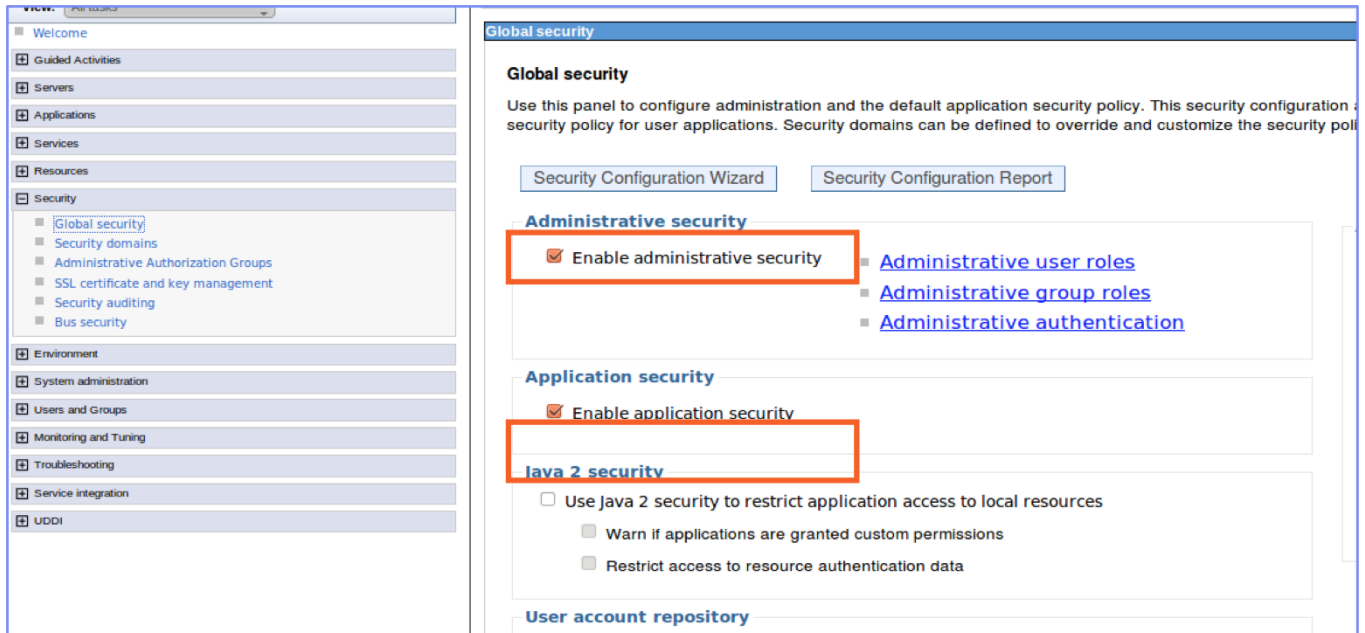 View: All tasks
Welcome
Guided Activities
Servers
Applications
Services
Resources
Security
Global security
Security domains
Administrative Authorization Groups
SSL certificate and key management
Security auditing
Bus security
Environment
System administration
Users and Groups
Monitoring and Tuning
Troubleshooting
Service integration
UDDI
Global security
Global security
Use this panel to configure administration and the default application security policy. This security configuration
security policy for user applications. Security domains can be defined to override and customize the security poli
Security Configuration Wizard Security Configuration Report
Administrative security
Enable administrative security
Administrative user roles
Administrative group roles
Administrative authentication
Application security
Enable application security
Java 2 security
Use Java 2 security to restrict application access to local resources
Warn if applications are granted custom permissions
Restrict access to resource authentication data
User account repository